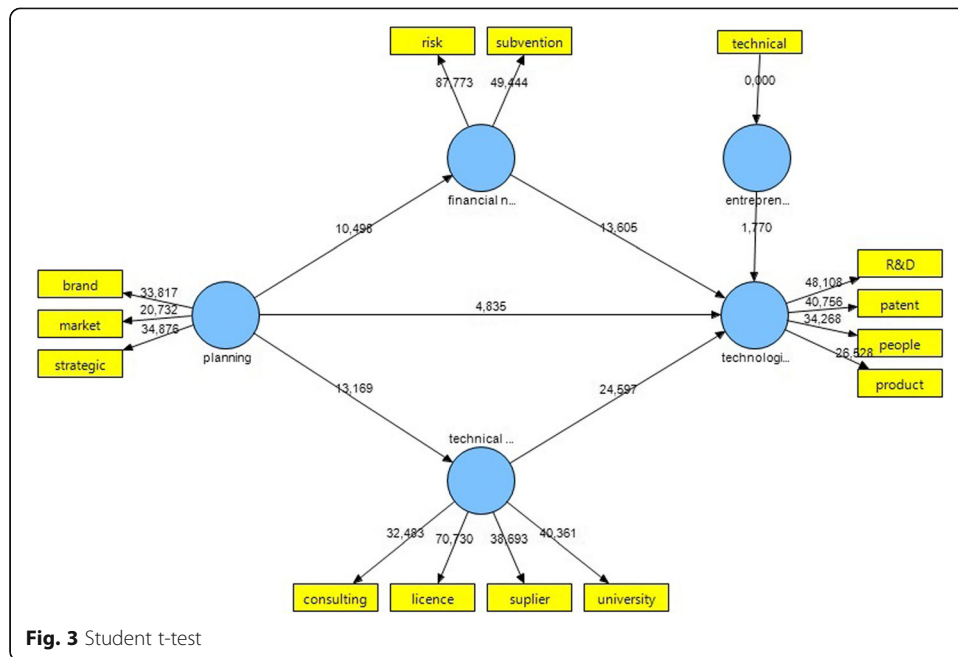 risk
subvention
technical
87,773
49,444
0,000
financial n...
entrepren...
10,498
13,605
1,770
brand
33,817
market
20,732
strategic
34,876
planning
4,835
R&D
48,108
patent
40,756
people
34,268
product
26,528
technologi...
13,169
24,597
technical ...
32,483
70,730
38,693
40,361
consulting
licence
suplier
university
Fig. 3 Student t-test